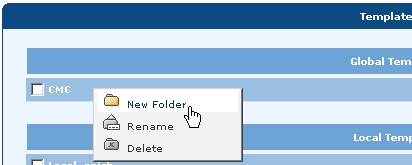 Template
Global Tem
CMC
New Folder
Rename
Delete
Local Temp